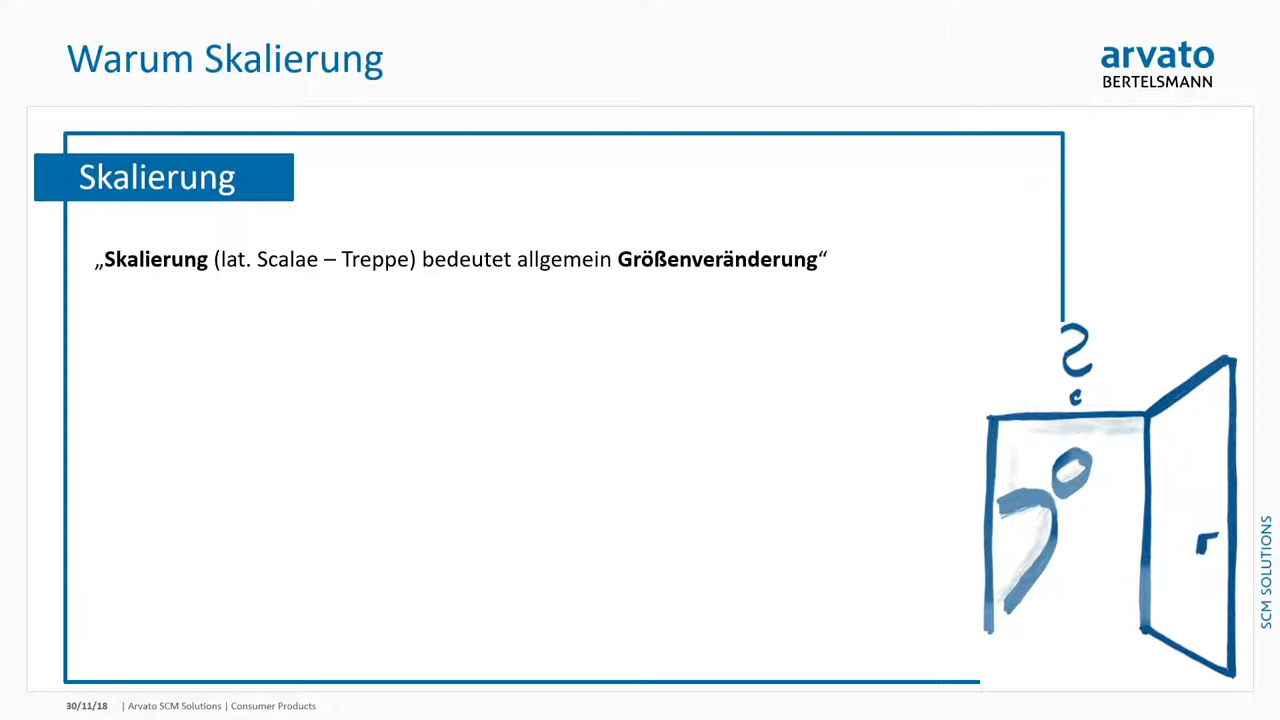 Warum Skalierung
arvato
BERTELSMANN
Skalierung
„Skalierung (lat. Scalae – Treppe) bedeutet allgemein Größenveränderung“
?
SCM SOLUTIONS
30/11/18 | Arvato SCM Solutions | Consumer Products